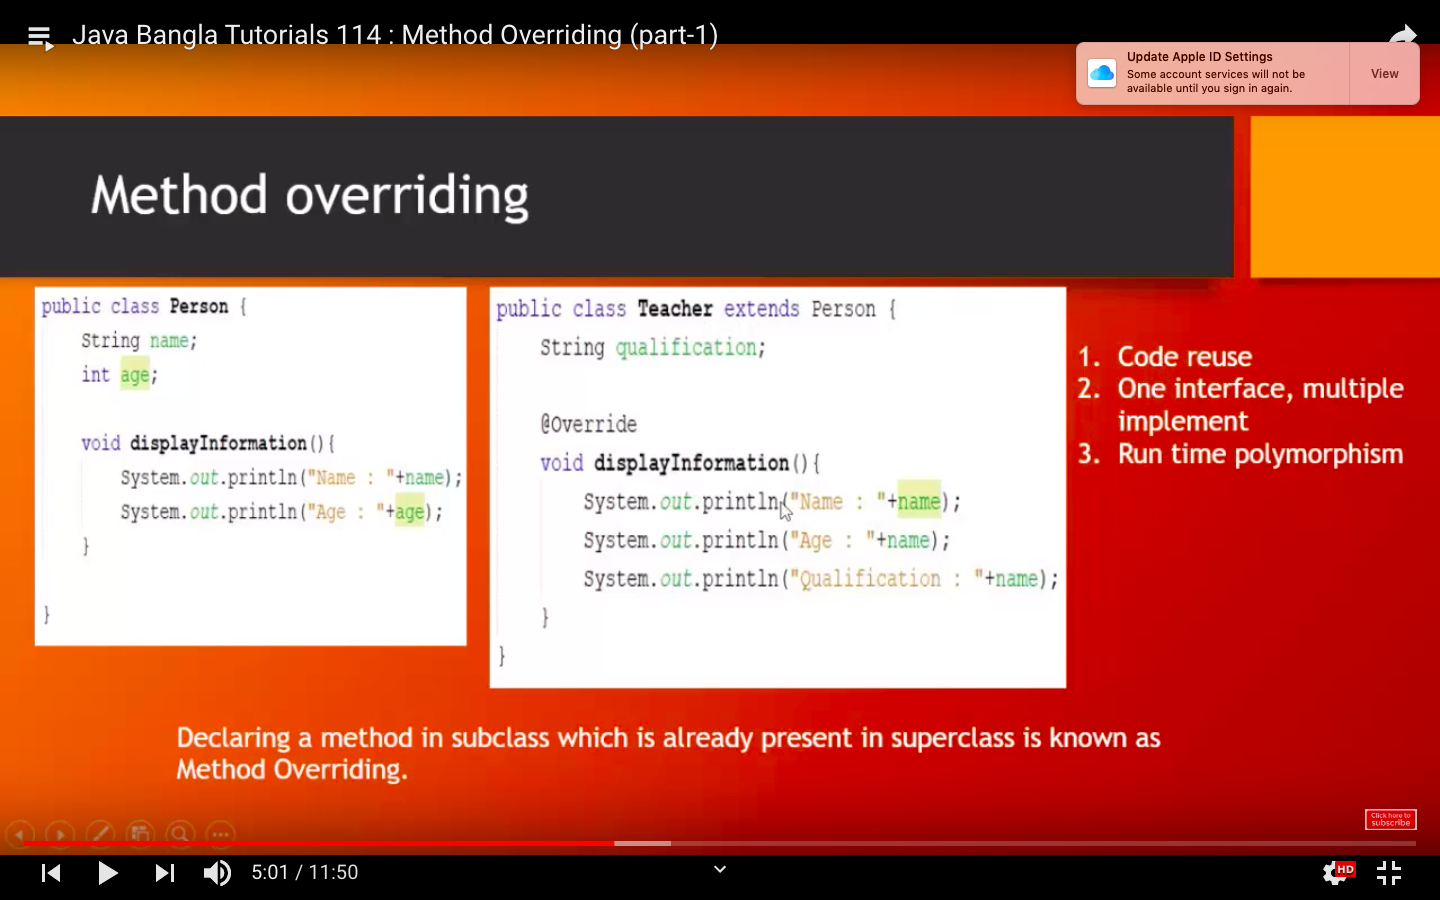 Java Bangla Tutorials 114 : Method Overriding (part-1)
Update Apple ID Settings
Some account services will not be
available until you sign in again.
View
Method overriding
public class Person {
String name;
int age;
void displayInformation(){
System.out.println("Name : "+name);
System.out.println("Age : "+age);
}
}
public class Teacher extends Person {
String qualification;
@Override
void displayInformation(){
System.out.println("Name : "+name);
System.out.println("Age : "+name);
System.out.println("Qualification : "+name);
}
}
1. Code reuse
2. One interface, multiple
implement
3. Run time polymorphism
Declaring a method in subclass which is already present in superclass is known as
Method Overriding.
Click here to
subscribe
5:01 / 11:50
HD